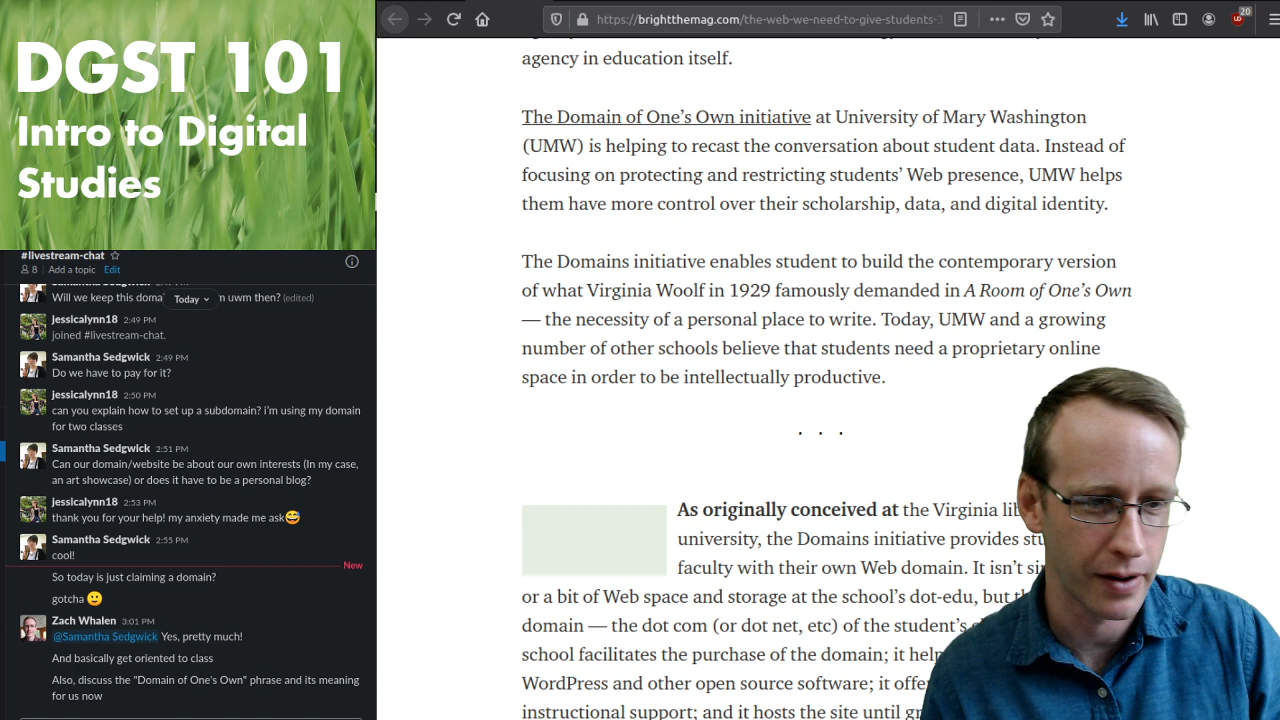 DGST 101
Intro to Digital
Studies
#livestream-chat
8 Add a topic Edit
Will we keep this doma
Today
m uwm then? (edited)
jessicalynn18 2:49 PM
joined #livestream-chat.
Samantha Sedgwick 2:49 PM
Do we have to pay for it?
jessicalynn18 2:50 PM
can you explain how to set up a subdomain? i'm using my domain
for two classes
Samantha Sedgwick 2:51 PM
Can our domain/website be about our own interests (In my case,
an art showcase) or does it have to be a personal blog?
jessicalynn18 2:53 PM
thank you for your help! my anxiety made me ask😅
Samantha Sedgwick 2:55 PM
cool!
New
So today is just claiming a domain?
gotcha 🙂
Zach Whalen 3:01 PM
@Samantha Sedgwick Yes, pretty much!
And basically get oriented to class
Also, discuss the "Domain of One's Own" phrase and its meaning
for us now
https://brightthemag.com/the-web-we-need-to-give-students-3
20
agency in education itself.
The Domain of One’s Own initiative at University of Mary Washington
(UMW) is helping to recast the conversation about student data. Instead of
focusing on protecting and restricting students’ Web presence, UMW helps
them have more control over their scholarship, data, and digital identity.
The Domains initiative enables student to build the contemporary version
of what Virginia Woolf in 1929 famously demanded in A Room of One’s Own
— the necessity of a personal place to write. Today, UMW and a growing
number of other schools believe that students need a proprietary online
space in order to be intellectually productive.
. . .
As originally conceived at the Virginia
university, the Domains initiative provides
faculty with their own Web domain. It isn’t
or a bit of Web space and storage at the school’s dot-edu, but
domain — the dot com (or dot net, etc) of the student’s
school facilitates the purchase of the domain; it
WordPress and other open source software; it
instructional support; and it hosts the site until